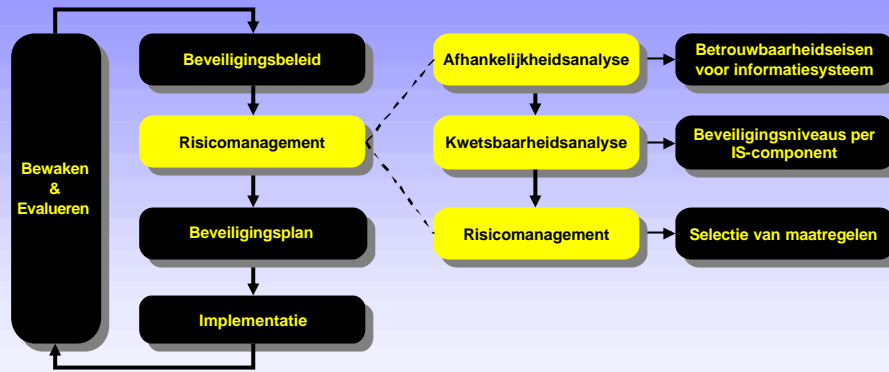 Bewaken
&
Evalueren
Beveiligingsbeleid
Risicomanagement
Beveiligingsplan
Implementatie
Afhankelijkheidsanalyse
Betrouwbaarheidseisen
voor informatiesysteem
Kwetsbaarheidsanalyse
Beveiligingsniveaus per
IS-component
Risicomanagement
Selectie van maatregelen